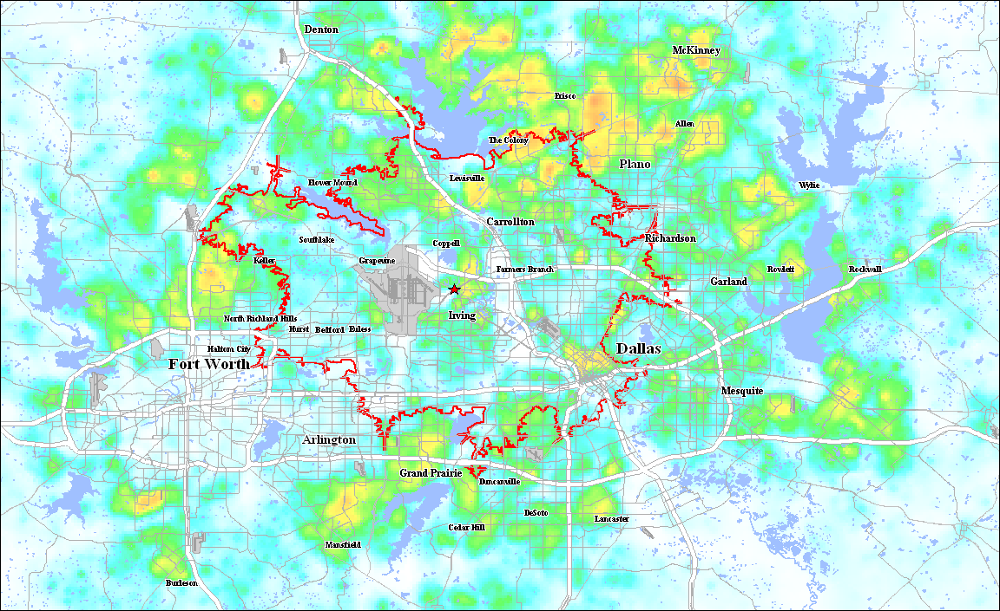 Denton
McKinney
Frisco
Allen
The Colony
Plano
Lewisville
Flower Mound
Wylie
Carrollton
Richardson
Southlake
Coppell
Keller
Grapevine
Farmers Branch
Rowlett
Rockwall
Garland
Irving
North Richland Hills
Hurst
Bedford
Euless
Haltom City
Dallas
Fort Worth
Mesquite
Arlington
Grand Prairie
Duncanville
DeSoto
Lancaster
Cedar Hill
Mansfield
Burleson